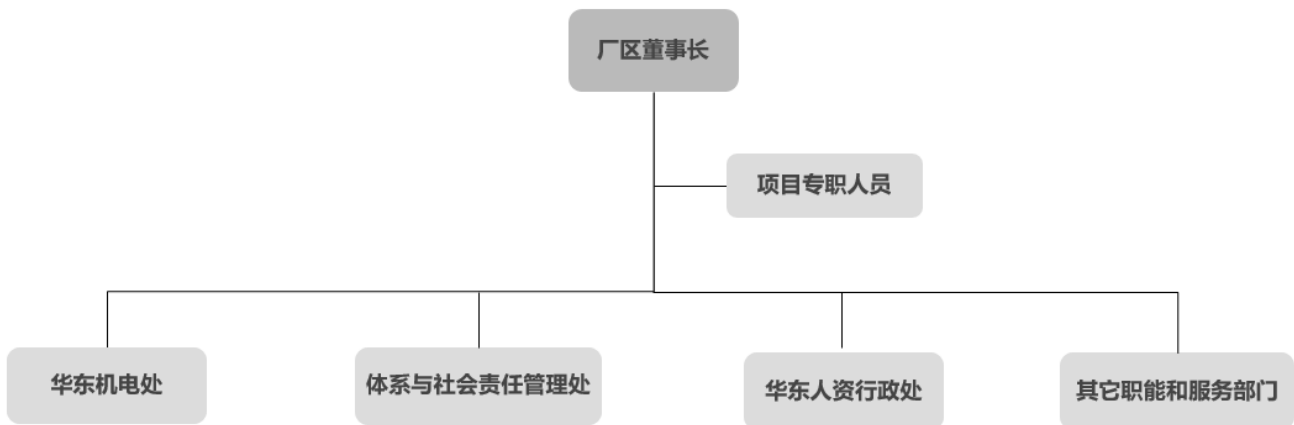 厂区董事长
项目专职人员
华东机电处
体系与社会责任管理处
华东人资行政处
其它职能和服务部门